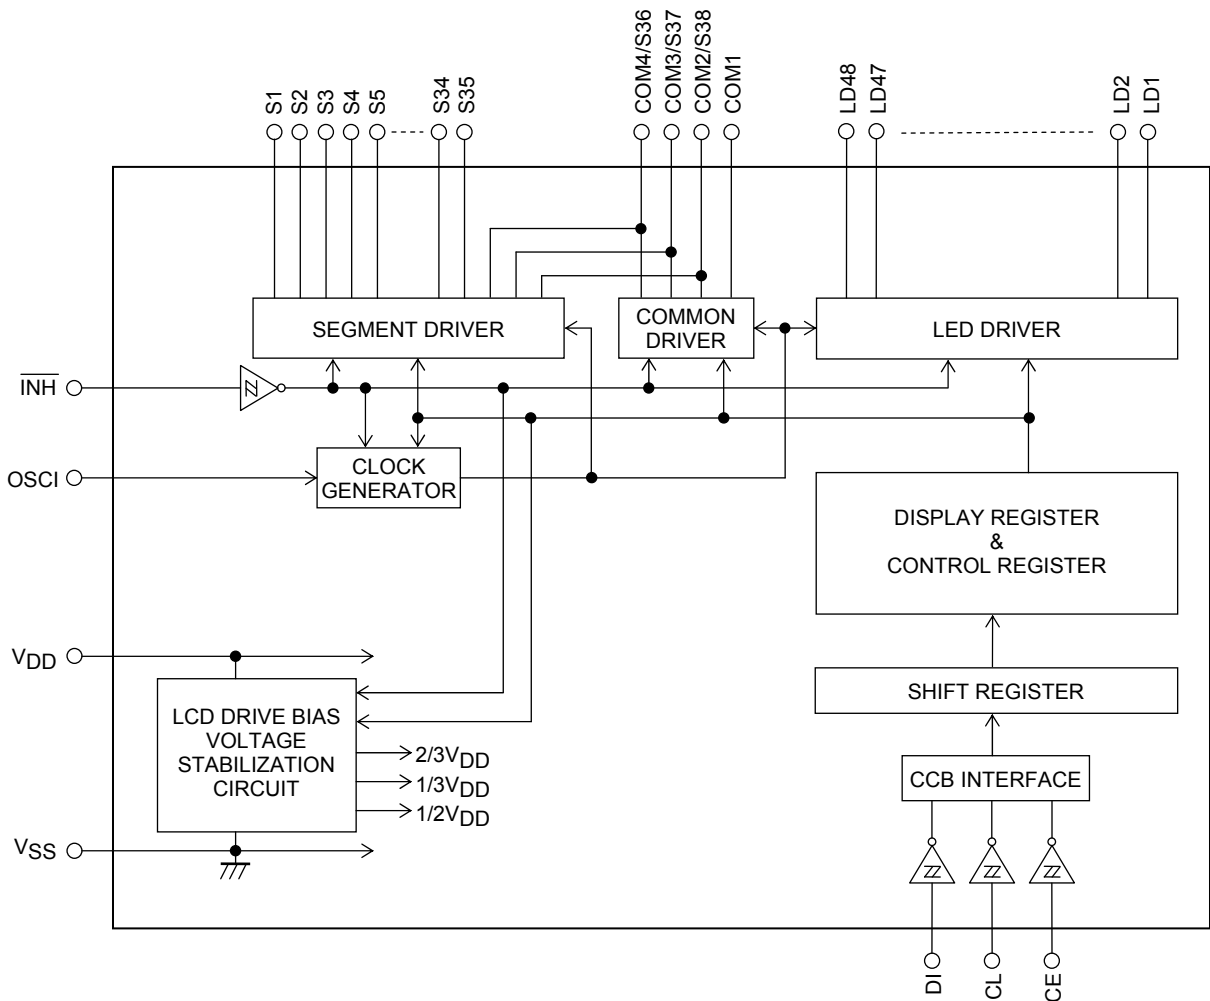 S1
S2
S3
S4
S5
S34
S35
COM4/S36
COM3/S37
COM2/S38
COM1
LD48
LD47
LD2
LD1
SEGMENT DRIVER
COMMON
DRIVER
LED DRIVER
INH
OSCI
CLOCK
GENERATOR
DISPLAY REGISTER
&
CONTROL REGISTER
VDD
SHIFT REGISTER
LCD DRIVE BIAS
VOLTAGE
STABILIZATION
CIRCUIT
2/3VDD
1/3VDD
1/2VDD
CCB INTERFACE
VSS
DI
CL
CE